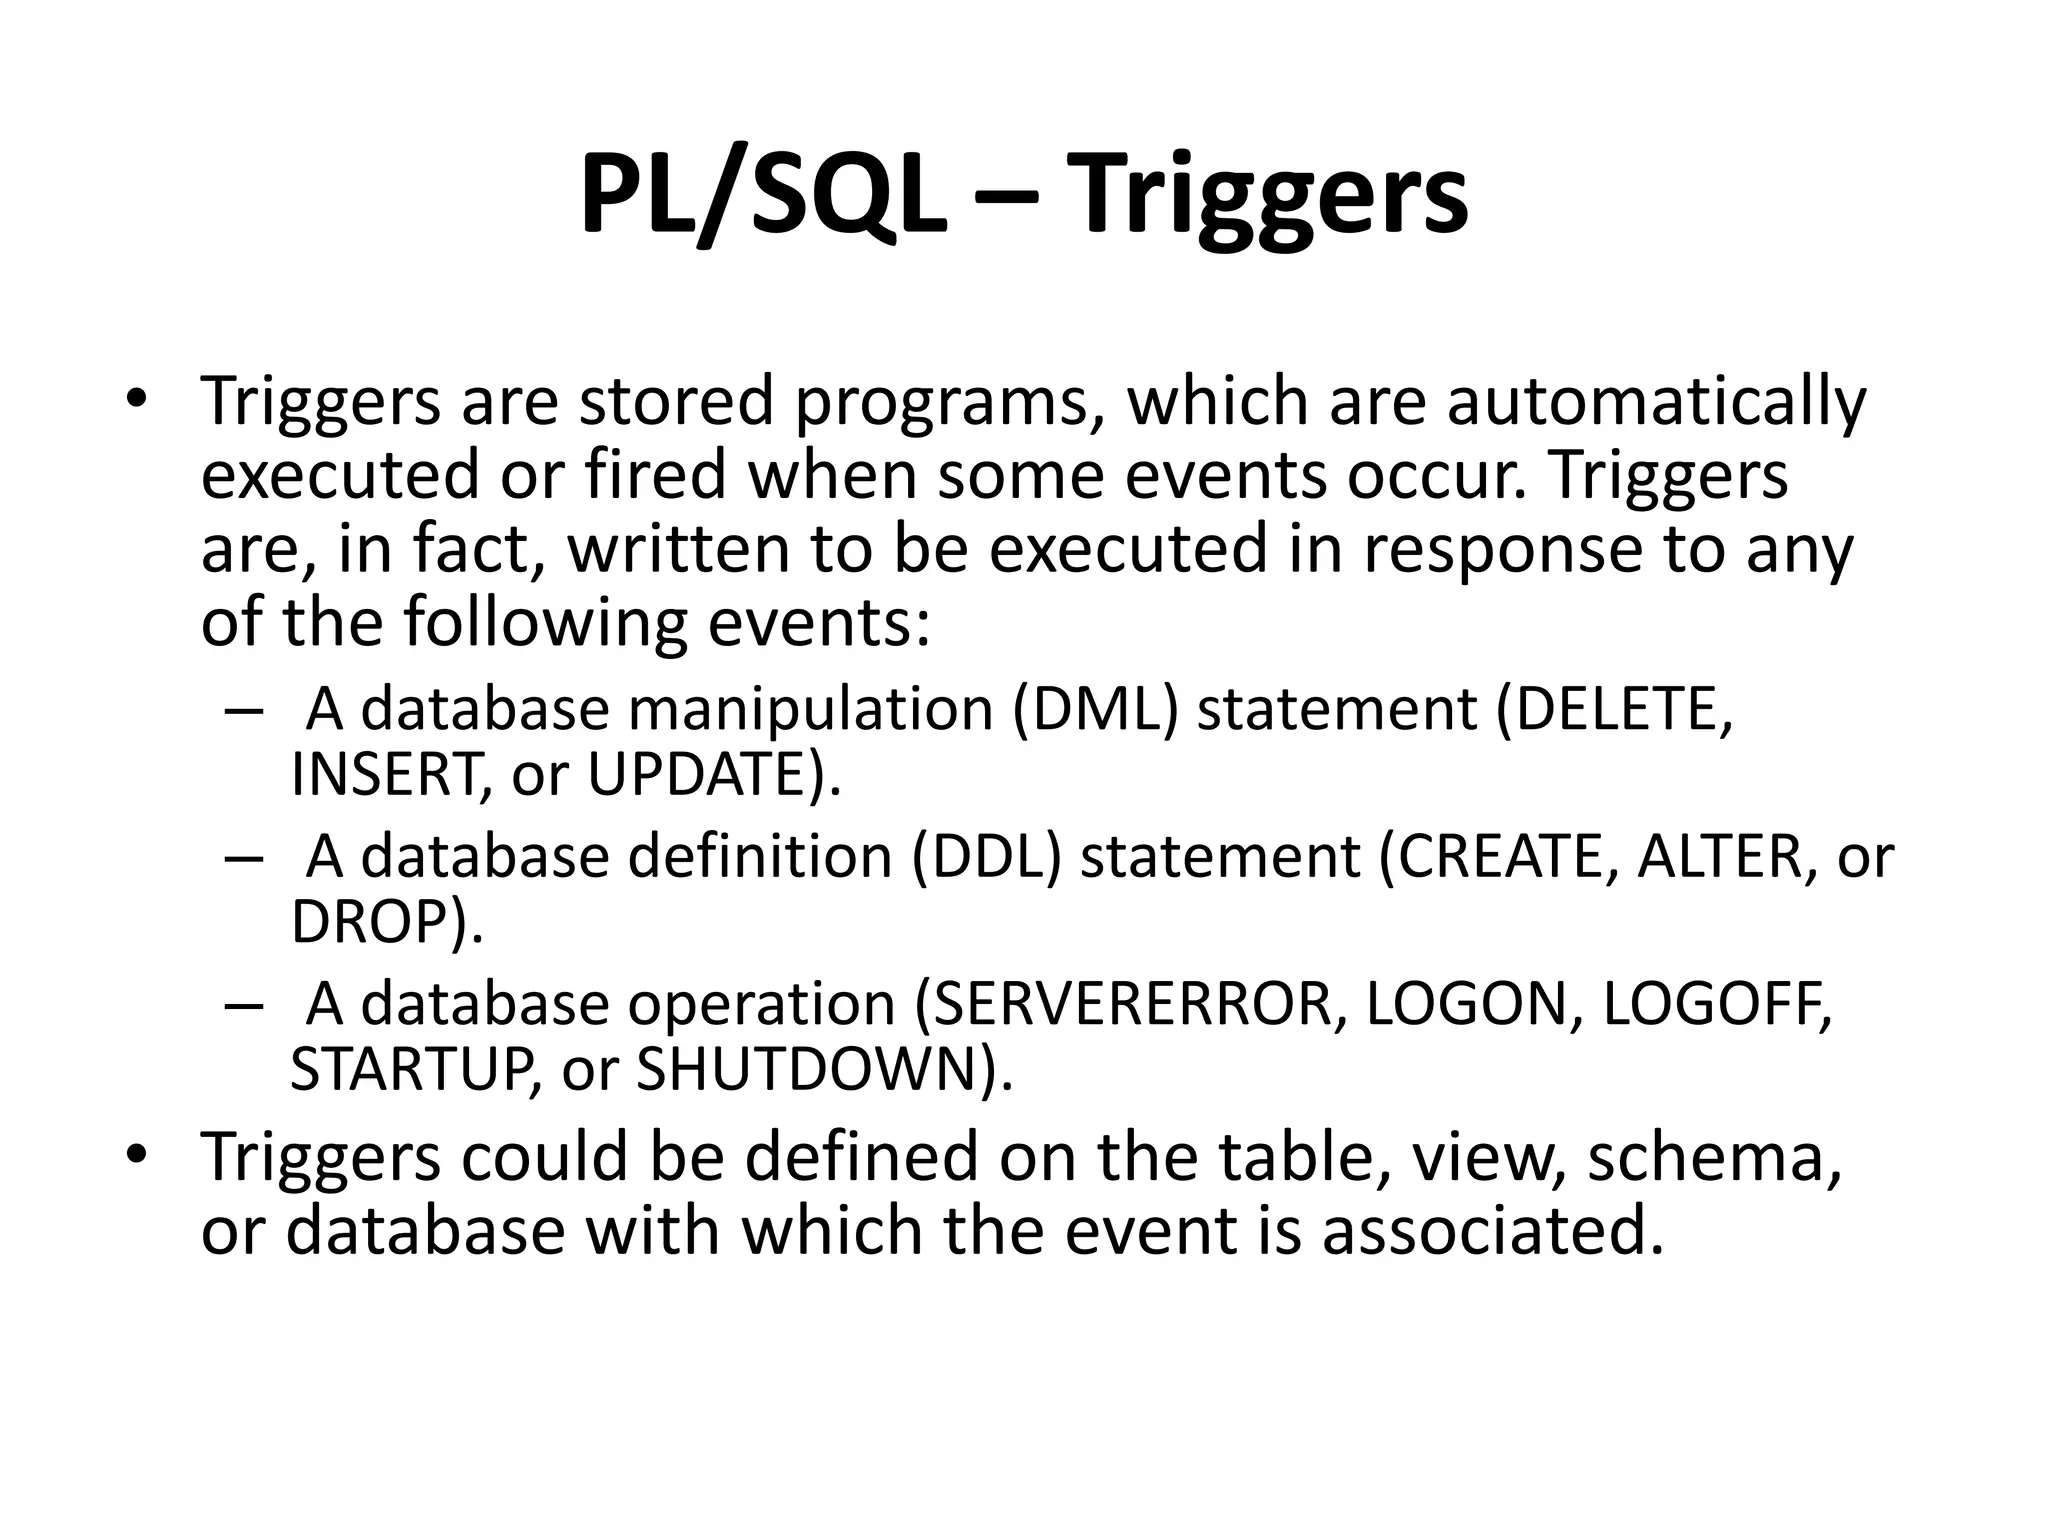 PL/SQL – Triggers
• Triggers are stored programs, which are automatically
executed or fired when some events occur. Triggers
are, in fact, written to be executed in response to any
of the following events:
– A database manipulation (DML) statement (DELETE,
INSERT, or UPDATE).
– A database definition (DDL) statement (CREATE, ALTER, or
DROP).
– A database operation (SERVERERROR, LOGON, LOGOFF,
STARTUP, or SHUTDOWN).
• Triggers could be defined on the table, view, schema,
or database with which the event is associated.